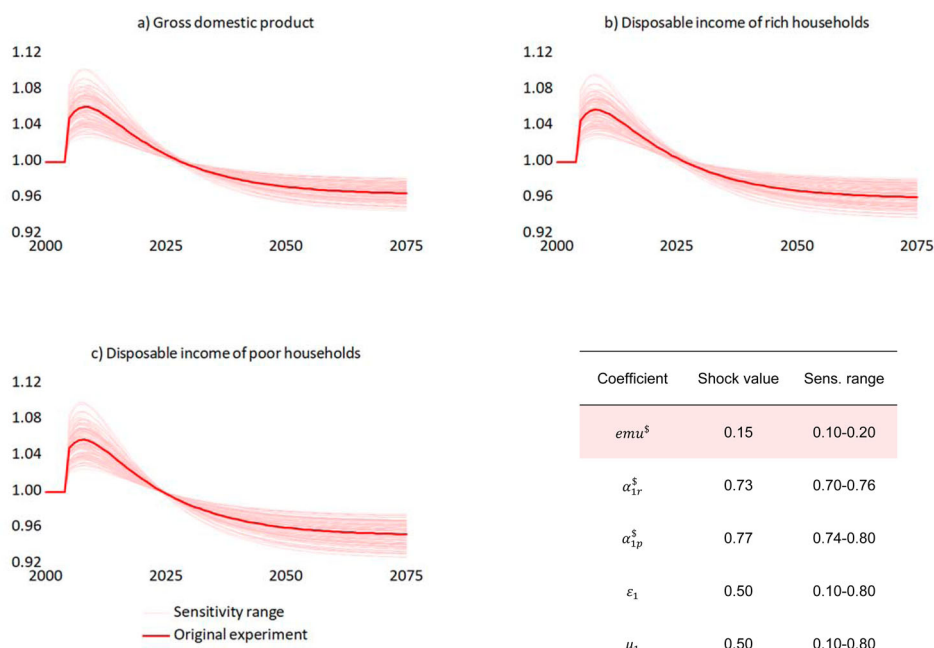 a) Gross domestic product
1.12
1.08
1.04
1.00
0.96
0.92
2000 2025 2050 2075
b) Disposable income of rich households
1.12
1.08
1.04
1.00
0.96
0.92
2000 2025 2050 2075
c) Disposable income of poor households
1.12
1.08
1.04
1.00
0.96
0.92
2000 2025 2050 2075
Sensitivity range
Original experiment
Coefficient Shock value Sens. range
emu$ 0.15 0.10-0.20
α$1r 0.73 0.70-0.76
α$1p 0.77 0.74-0.80
ε1 0.50 0.10-0.80
0.50 0.10-0.80